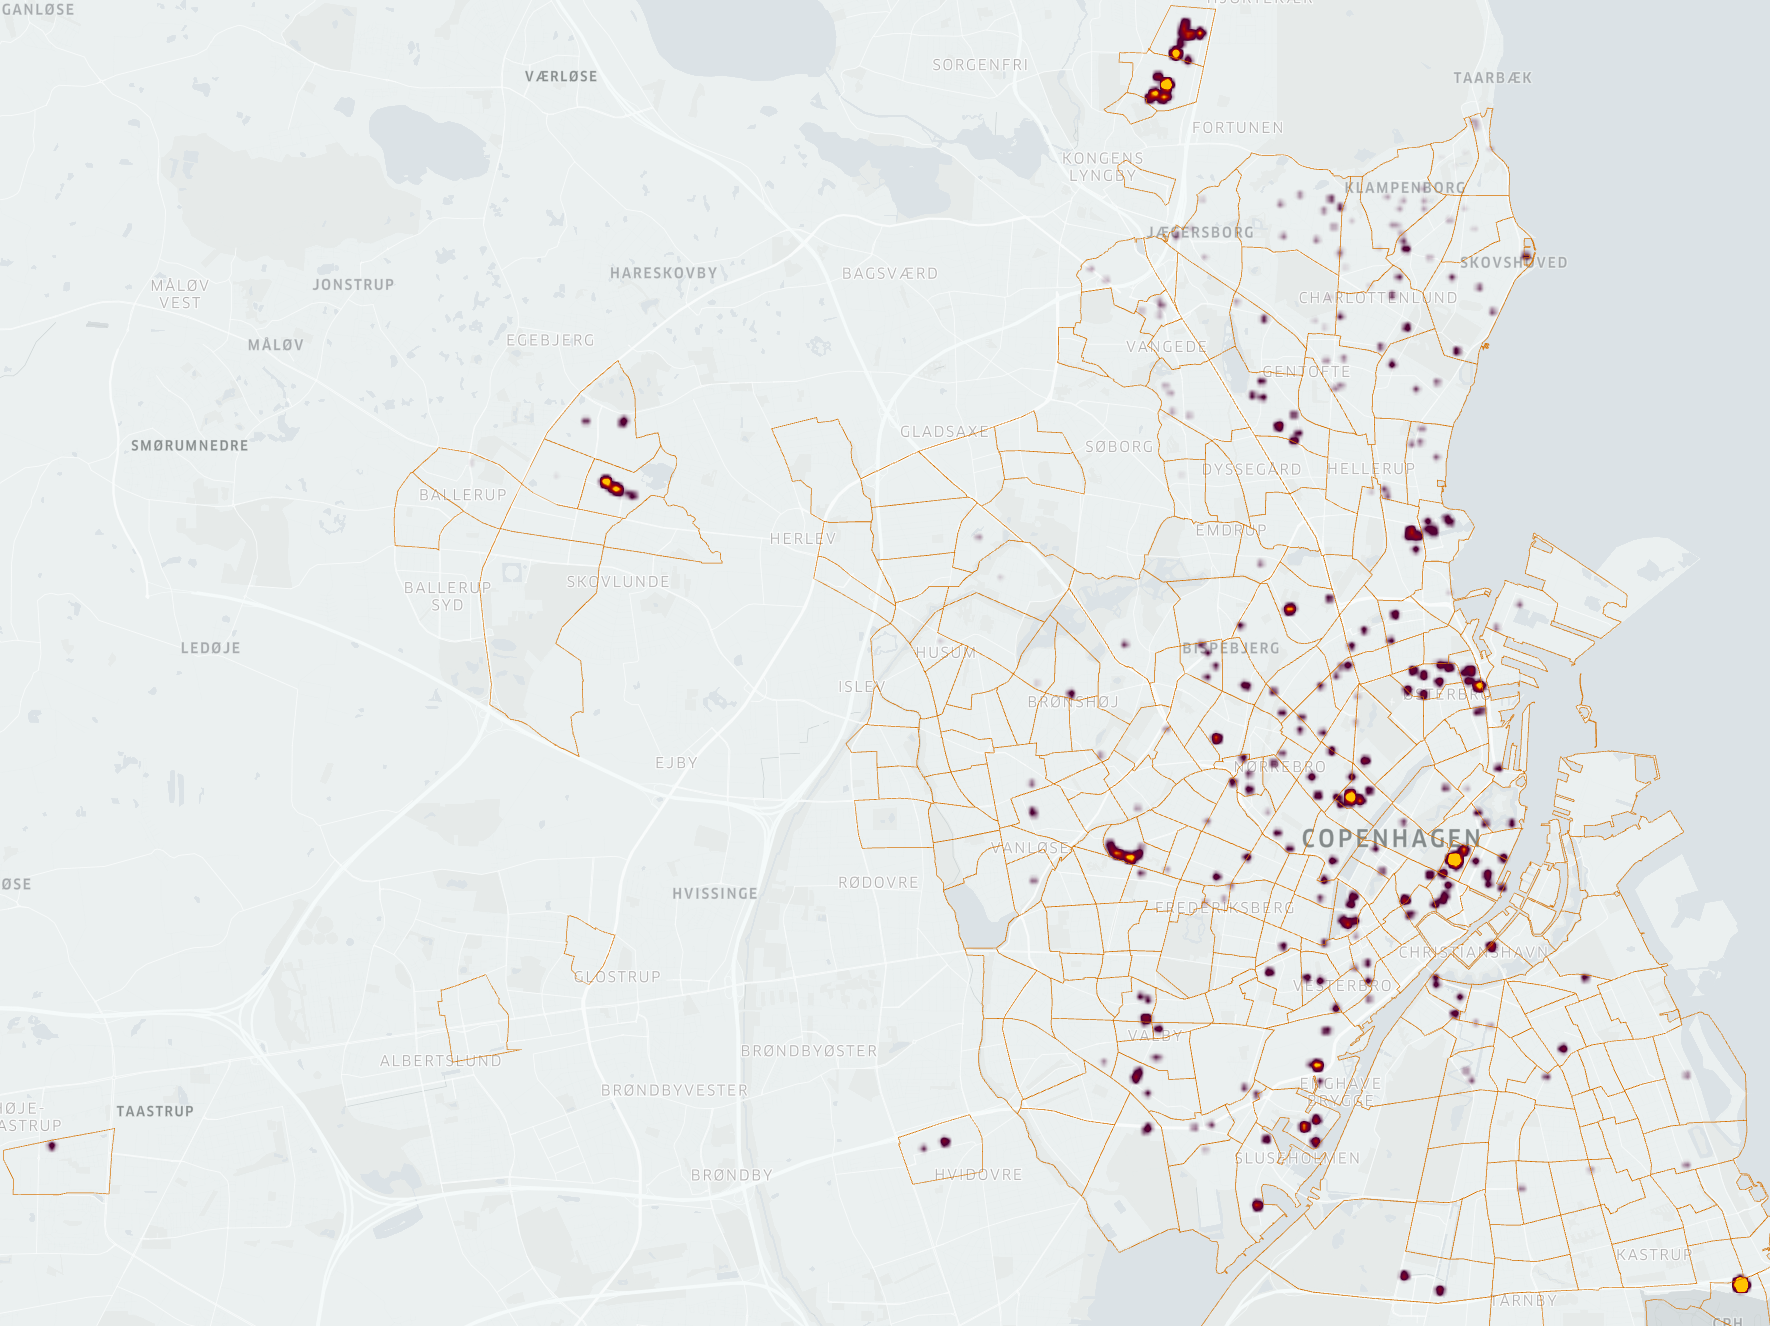 GANLØSE
VÆRLØSE
SORGENFRI
TAARBÆK
FORTUNEN
KONGENS
LYNGBY
KLAMPENBORG
JÆGERSBORG
SKOVSHOVED
HARESKOVBY
BAGSVÆRD
MÅLØV
VEST
JONSTRUP
CHARLOTTENLUND
EGEBJERG
MÅLØV
VANGEDE
GENTOFTE
SMØRUMNEDRE
GLADSAXE
SØBORG
DYSSEGÅRD
HELLERUP
BALLERUP
EMDRUP
HERLEV
SKOVLUNDE
BALLERUP
SYD
LEDØJE
HUSUM
BISPEBJERG
ISLEV
BRØNSHØJ
ØSTERBRO
EJBY
NØRREBRO
COPENHAGEN
VANLØSE
ØSE
RØDOVRE
HVISSINGE
FREDERIKSBERG
CHRISTIANSHAVN
GLOSTRUP
VESTERBRO
VALBY
BRØNDBYØSTER
ALBERTSLUND
BRØNDBYVESTER
ENGHAVE
BRYGGE
HØJE-
TAASTRUP
ASTRUP
SLUSEHOLMEN
BRØNDBY
HVIDOVRE
KASTRUP
TÅRNBY
CPH